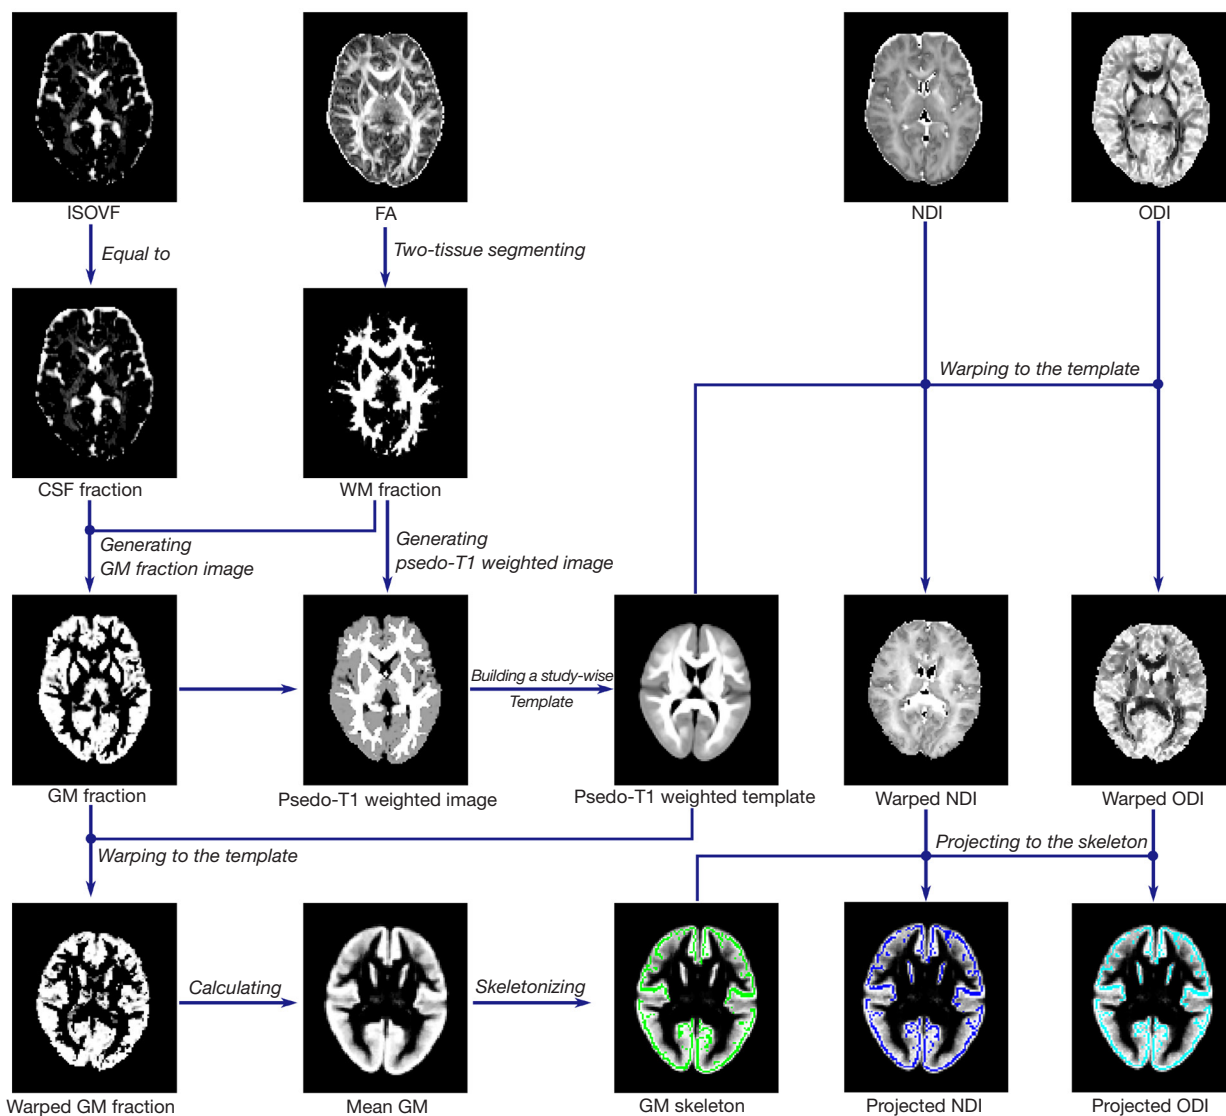 ISOVF
FA
NDI
ODI
Equal to
Two-tissue segmenting
Warping to the template
CSF fraction
WM fraction
Generating
GM fraction image
Generating
psedo-T1 weighted image
Building a study-wise
Template
GM fraction
Psedo-T1 weighted image
Psedo-T1 weighted template
Warped NDI
Warped ODI
Warping to the template
Projecting to the skeleton
Calculating
Skeletonizing
Warped GM fraction
Mean GM
GM skeleton
Projected NDI
Projected ODI